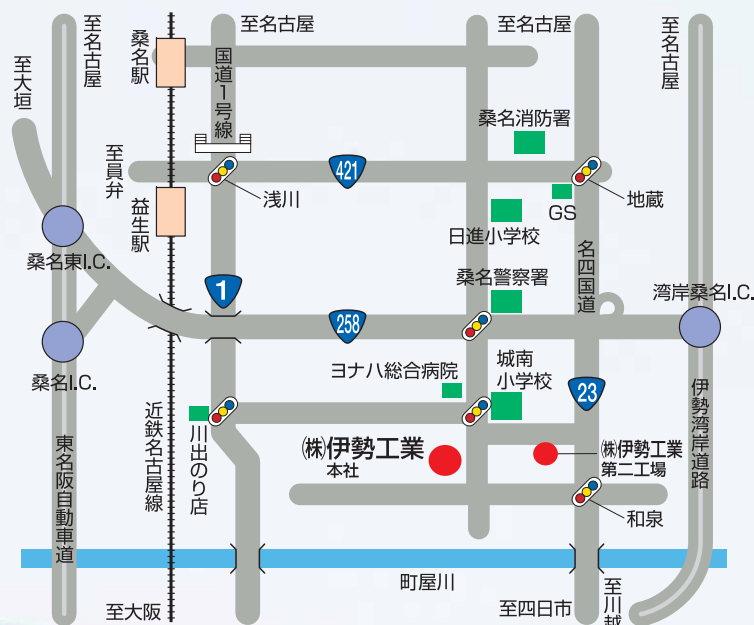 至名古屋
至大垣
桑名駅
至名古屋
国道1号線
至名古屋
至名古屋
桑名消防署
至員弁
421
浅川
地蔵
GS
益生駅
日進小学校
桑名東I.C.
名四国道
1
258
桑名警察署
湾岸桑名I.C.
桑名I.C.
ヨナハ総合病院
城南
小学校
23
近鉄名古屋線
川出のり店
伊勢湾岸道路
東名阪自動車道
㈱伊勢工業
本社
㈱伊勢工業
第二工場
和泉
町屋川
至大阪
至四日市
至川越